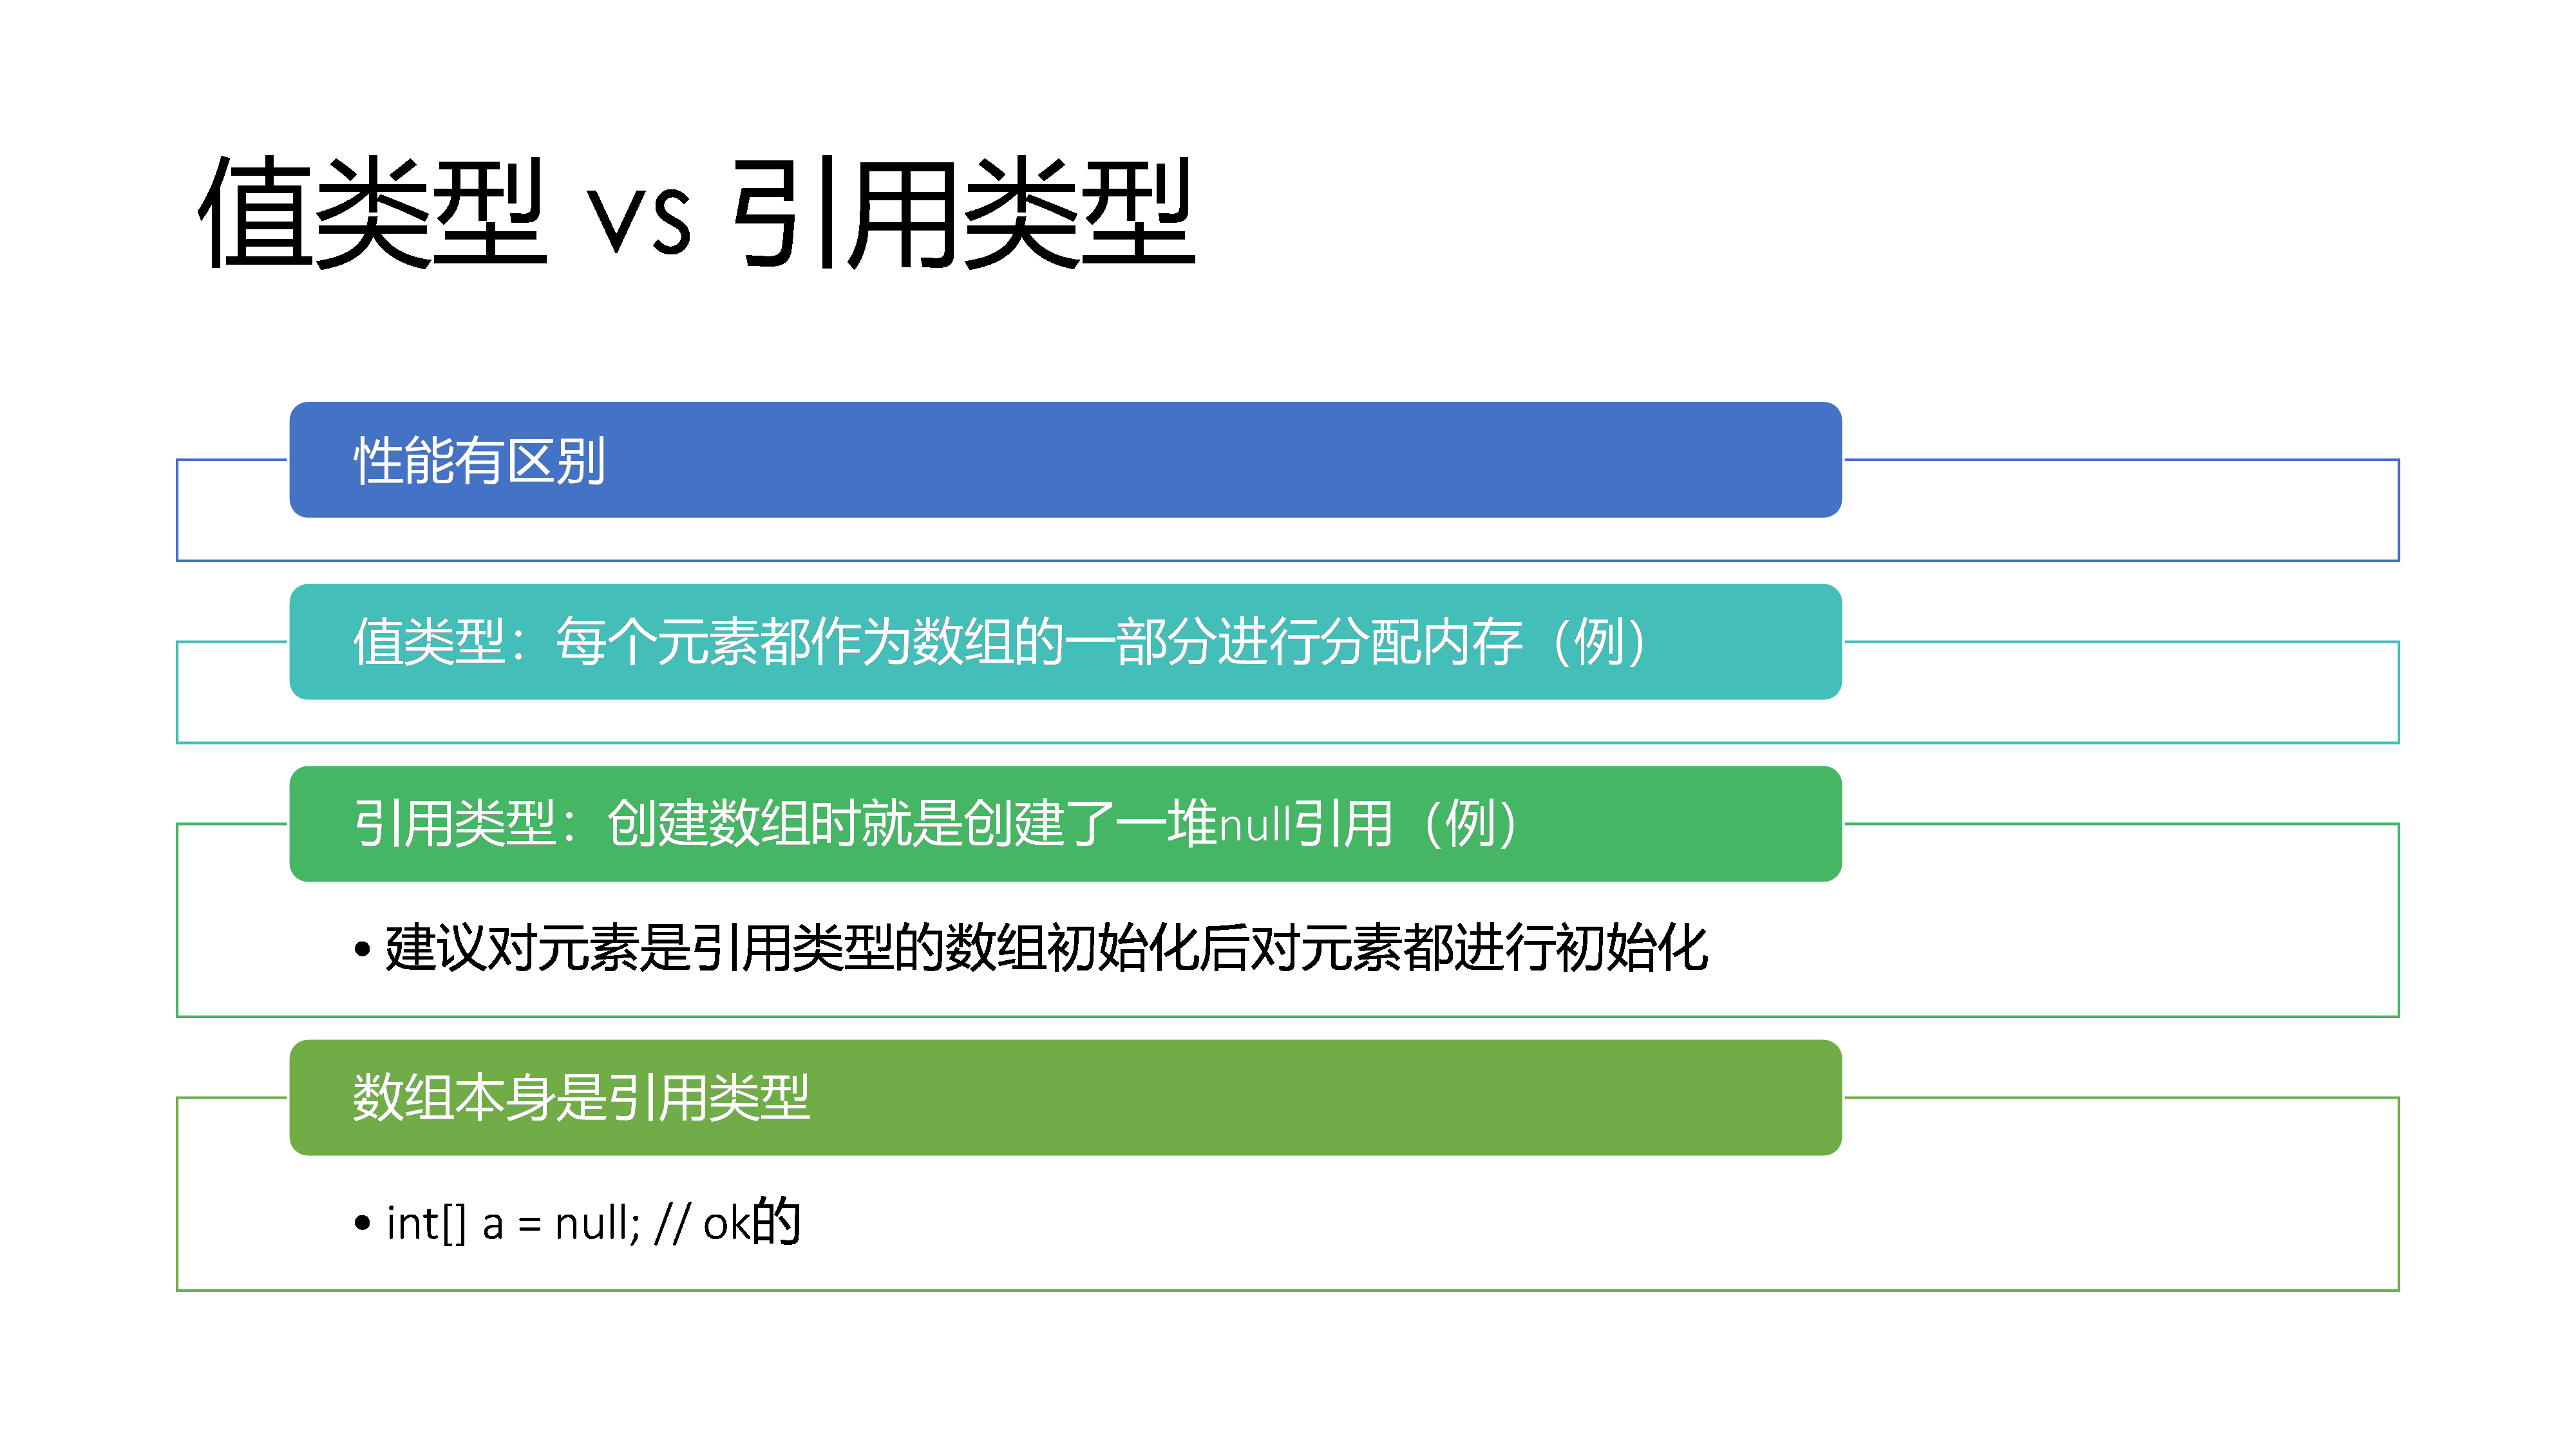 值类型 vs 引用类型
性能有区别
值类型：每个元素都作为数组的一部分进行分配内存（例）
引用类型：创建数组时就是创建了一堆null引用（例）
• 建议对元素是引用类型的数组初始化后对元素都进行初始化
数组本身是引用类型
• int[] a = null; // ok的